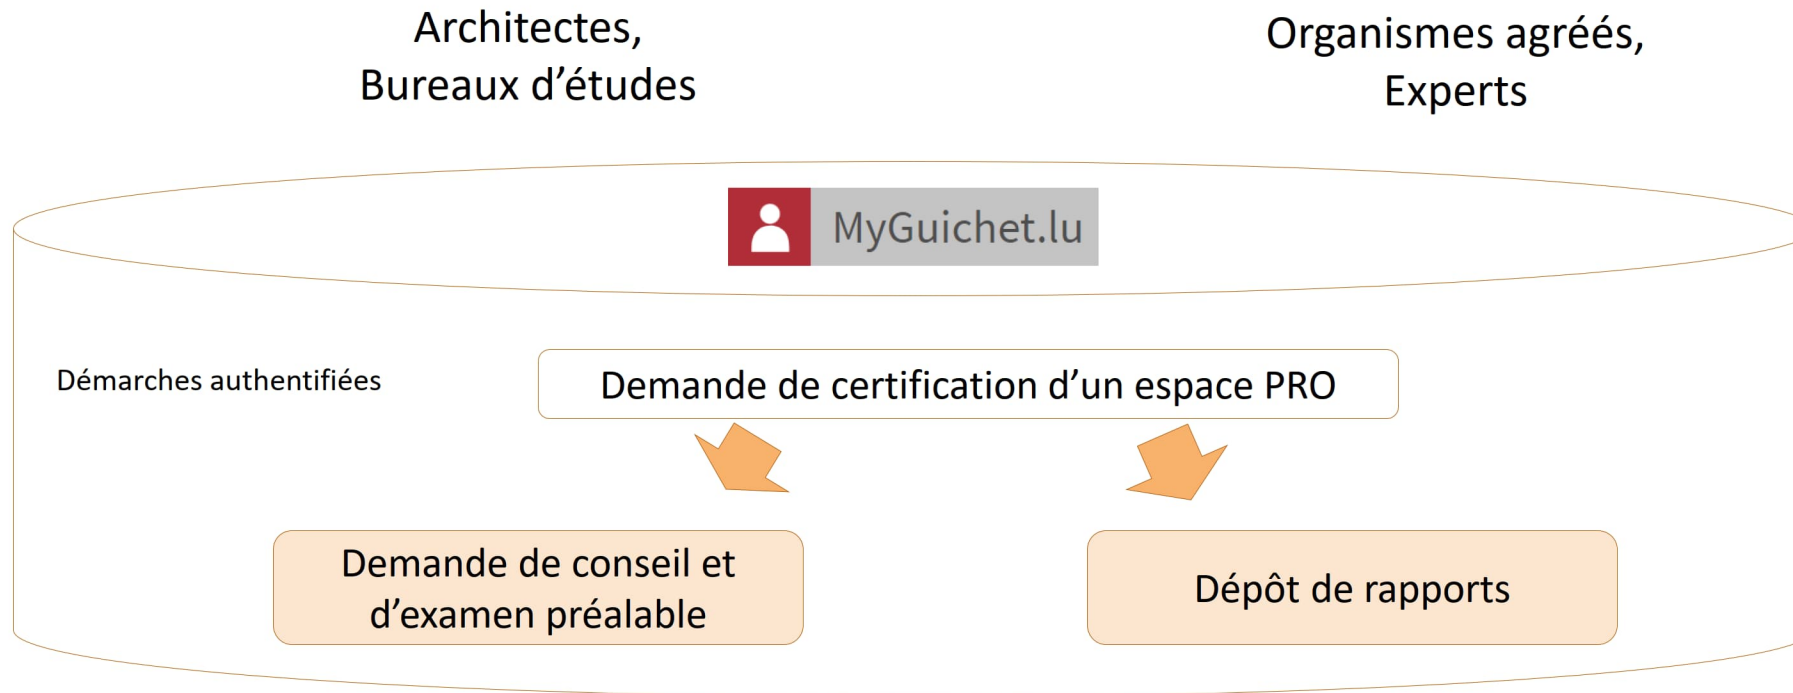 Architectes,
Bureaux d’études
Organismes agréés,
Experts
MyGuichet.lu
Démarches authentifiées
Demande de certification d’un espace PRO
Demande de conseil et
d’examen préalable
Dépôt de rapports